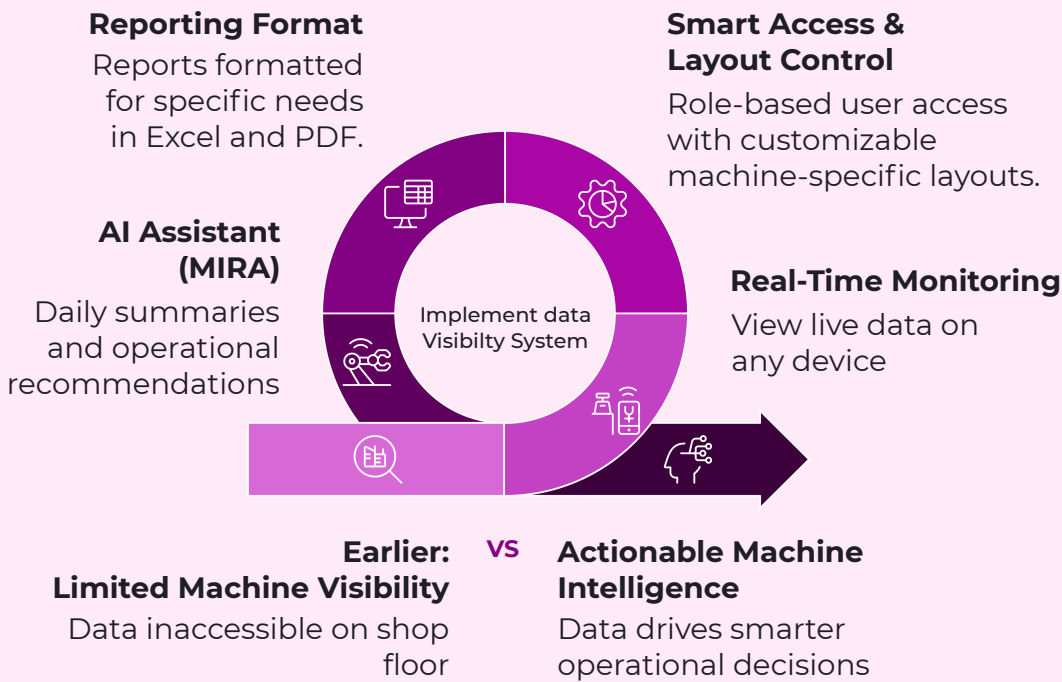 Reporting Format
Reports formatted
for specific needs
in Excel and PDF.
Smart Access &
Layout Control
Role-based user access
with customizable
machine-specific layouts.
AI Assistant
(MIRA)
Daily summaries
and operational
recommendations
Implement data
Visibilty System
Real-Time Monitoring
View live data on
any device
Earlier:
Limited Machine Visibility
Data inaccessible on shop
floor
VS
Actionable Machine
Intelligence
Data drives smarter
operational decisions